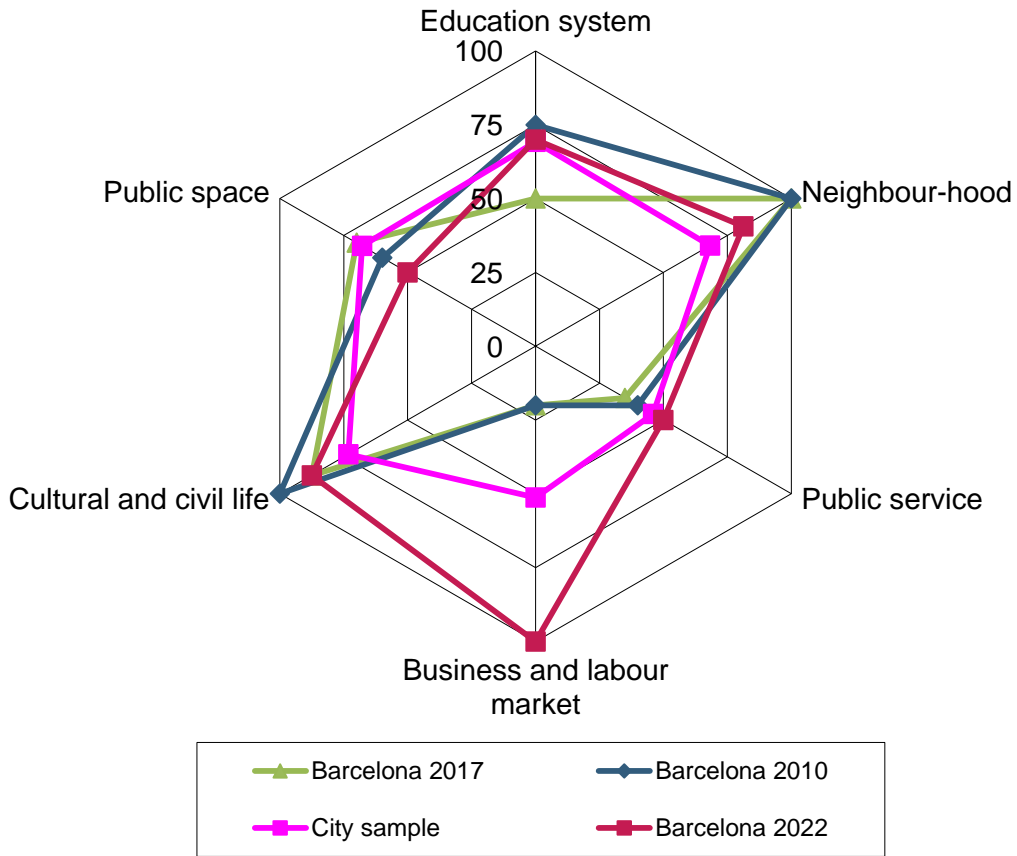 Education system
100
75
Public space
50
Neighbour-hood
25
0
Cultural and civil life
Public service
Business and labour
market
Barcelona 2017
Barcelona 2010
City sample
Barcelona 2022